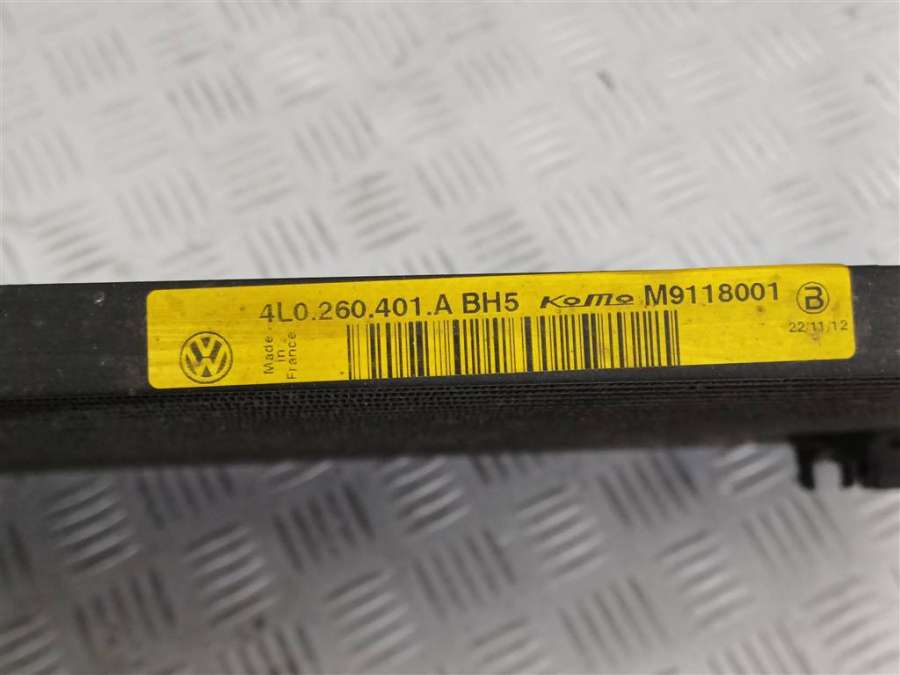 4L0.260.401.A BH5 KoMo M9118001 B
Made in France
22/11/12